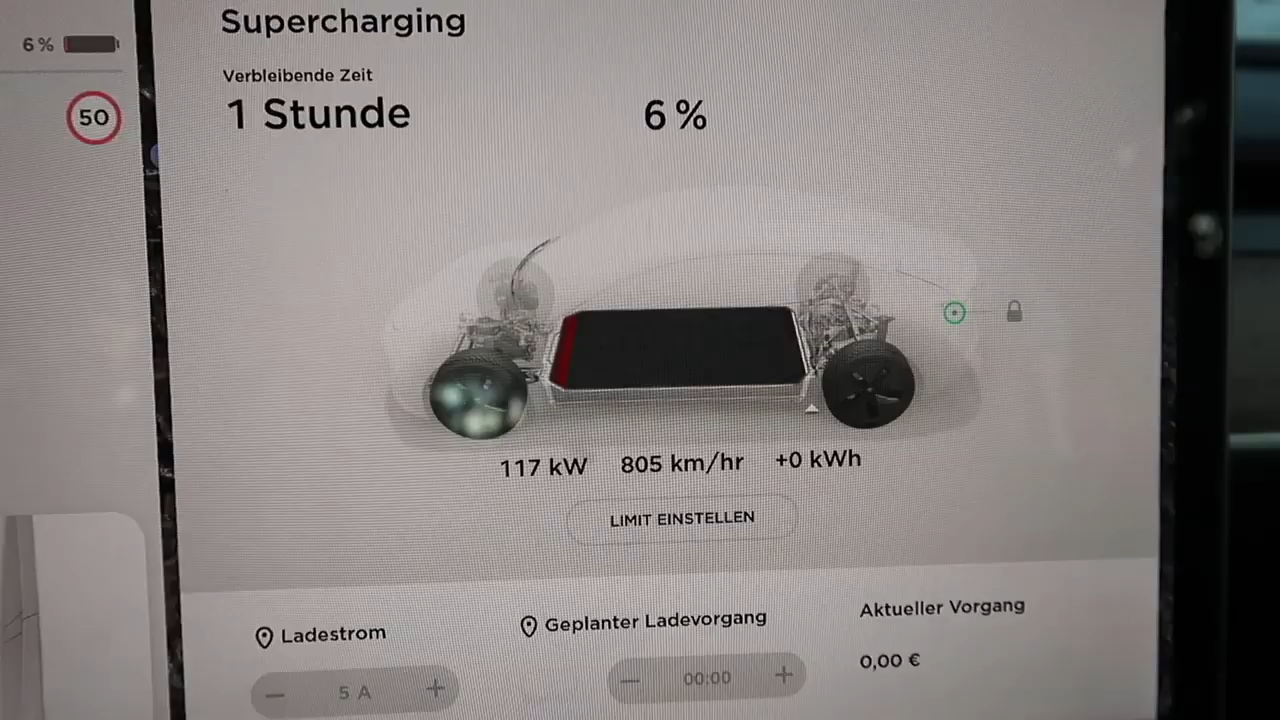 Supercharging
6 %
Verbleibende Zeit
1 Stunde
6 %
50
117 kW 805 km/hr +0 kWh
LIMIT EINSTELLEN
Ladestrom
Geplanter Ladevorgang
Aktueller Vorgang
− 5 A +
− 00:00 +
0,00 €